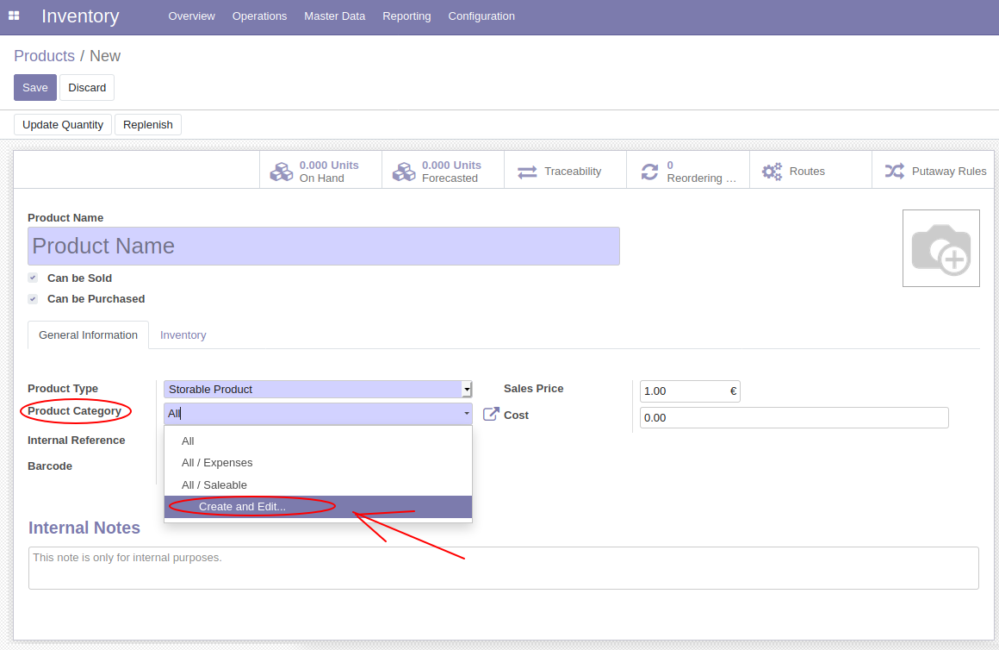 Inventory Overview Operations Master Data Reporting Configuration
Products / New
Save Discard
Update Quantity Replenish
0.000 Units On Hand
0.000 Units Forecasted
Traceability
0 Reordering ...
Routes
Putaway Rules
Product Name
Product Name
Can be Sold
Can be Purchased
General Information Inventory
Product Type Storable Product
Product Category All
Internal Reference
Barcode
All
All / Expenses
All / Saleable
Create and Edit...
Sales Price 1.00 €
Cost 0.00
Internal Notes
This note is only for internal purposes.